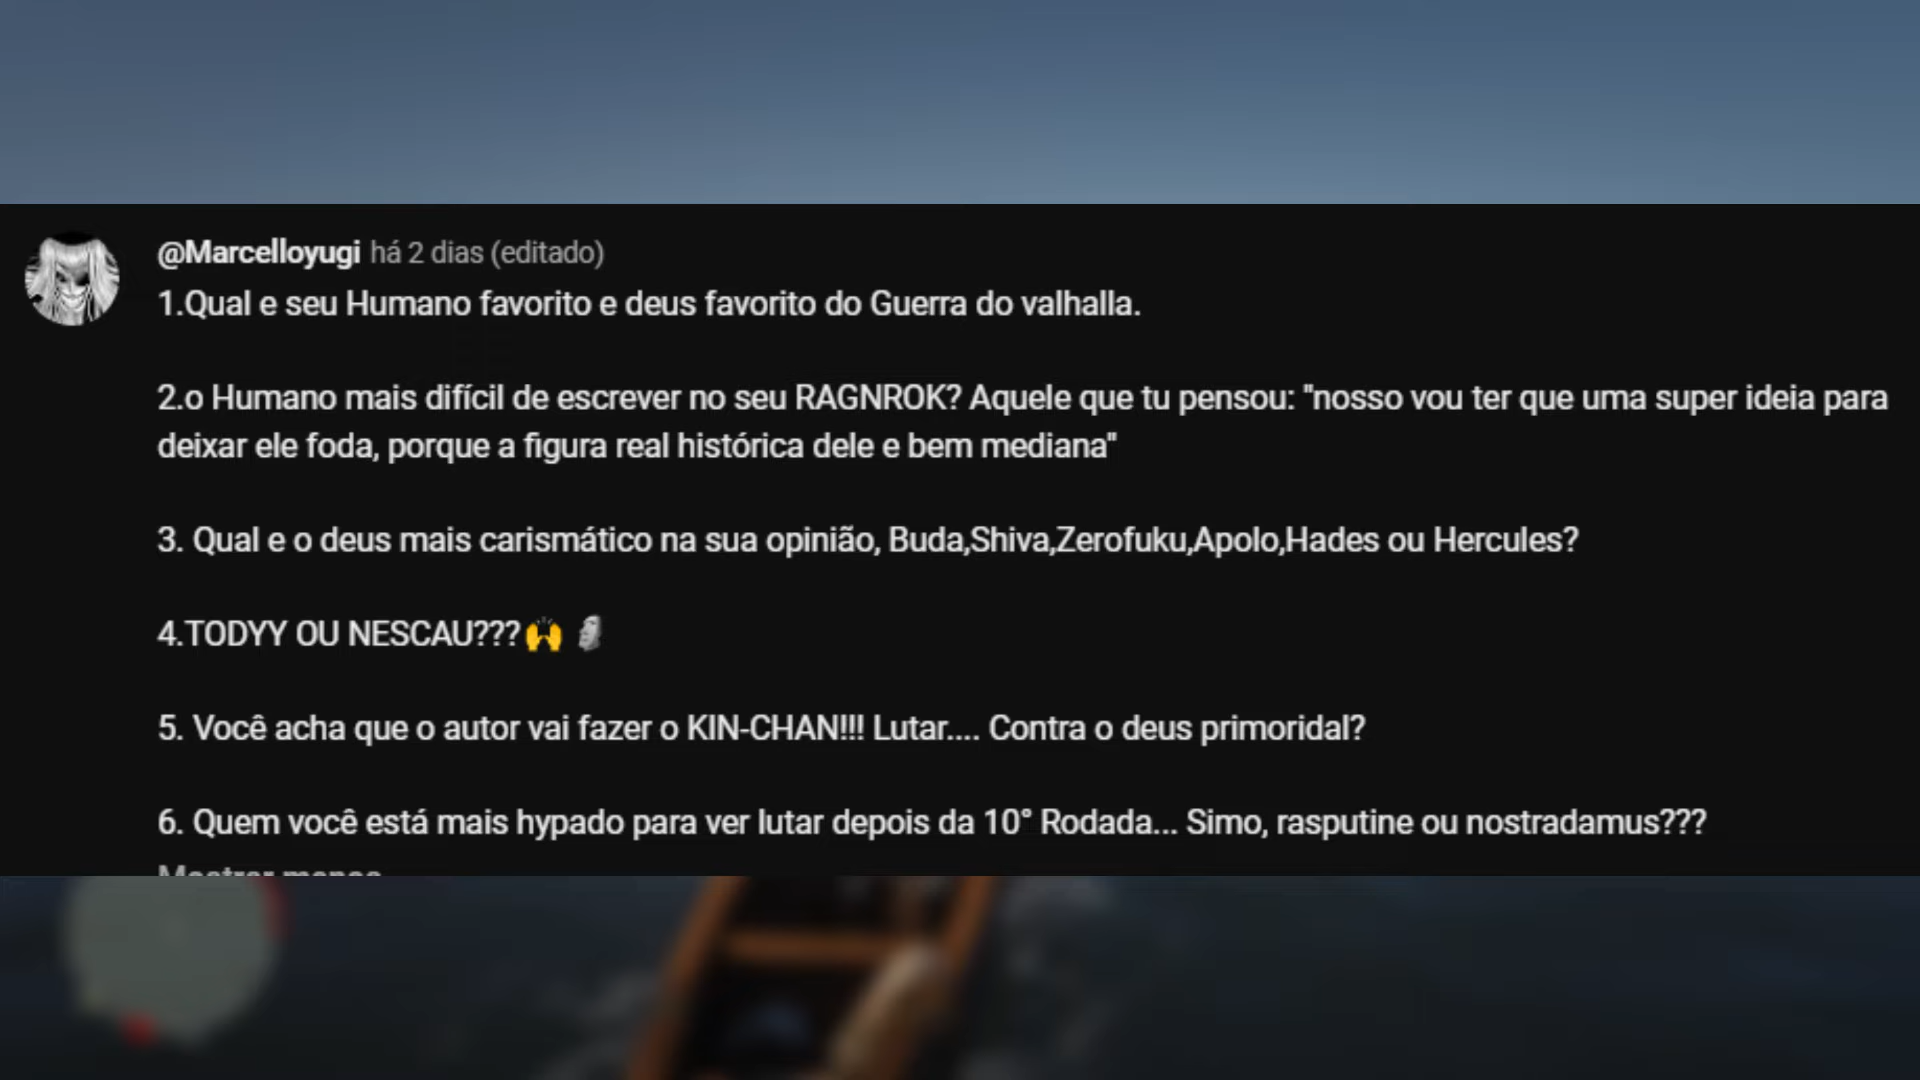 @Marcelloyugi há 2 dias (editado)
1.Qual e seu Humano favorito e deus favorito do Guerra do valhalla.
2.o Humano mais difícil de escrever no seu RAGNROK? Aquele que tu pensou: "nosso vou ter que uma super ideia para
deixar ele foda, porque a figura real histórica dele e bem mediana"
3. Qual e o deus mais carismático na sua opinião, Buda,Shiva,Zerofuku,Apolo,Hades ou Hercules?
4.TODYY OU NESCAU???🙌 🗿
5. Você acha que o autor vai fazer o KIN-CHAN!!! Lutar.... Contra o deus primoridal?
6. Quem você está mais hypado para ver lutar depois da 10° Rodada... Simo, rasputine ou nostradamus???
Mostrar menos